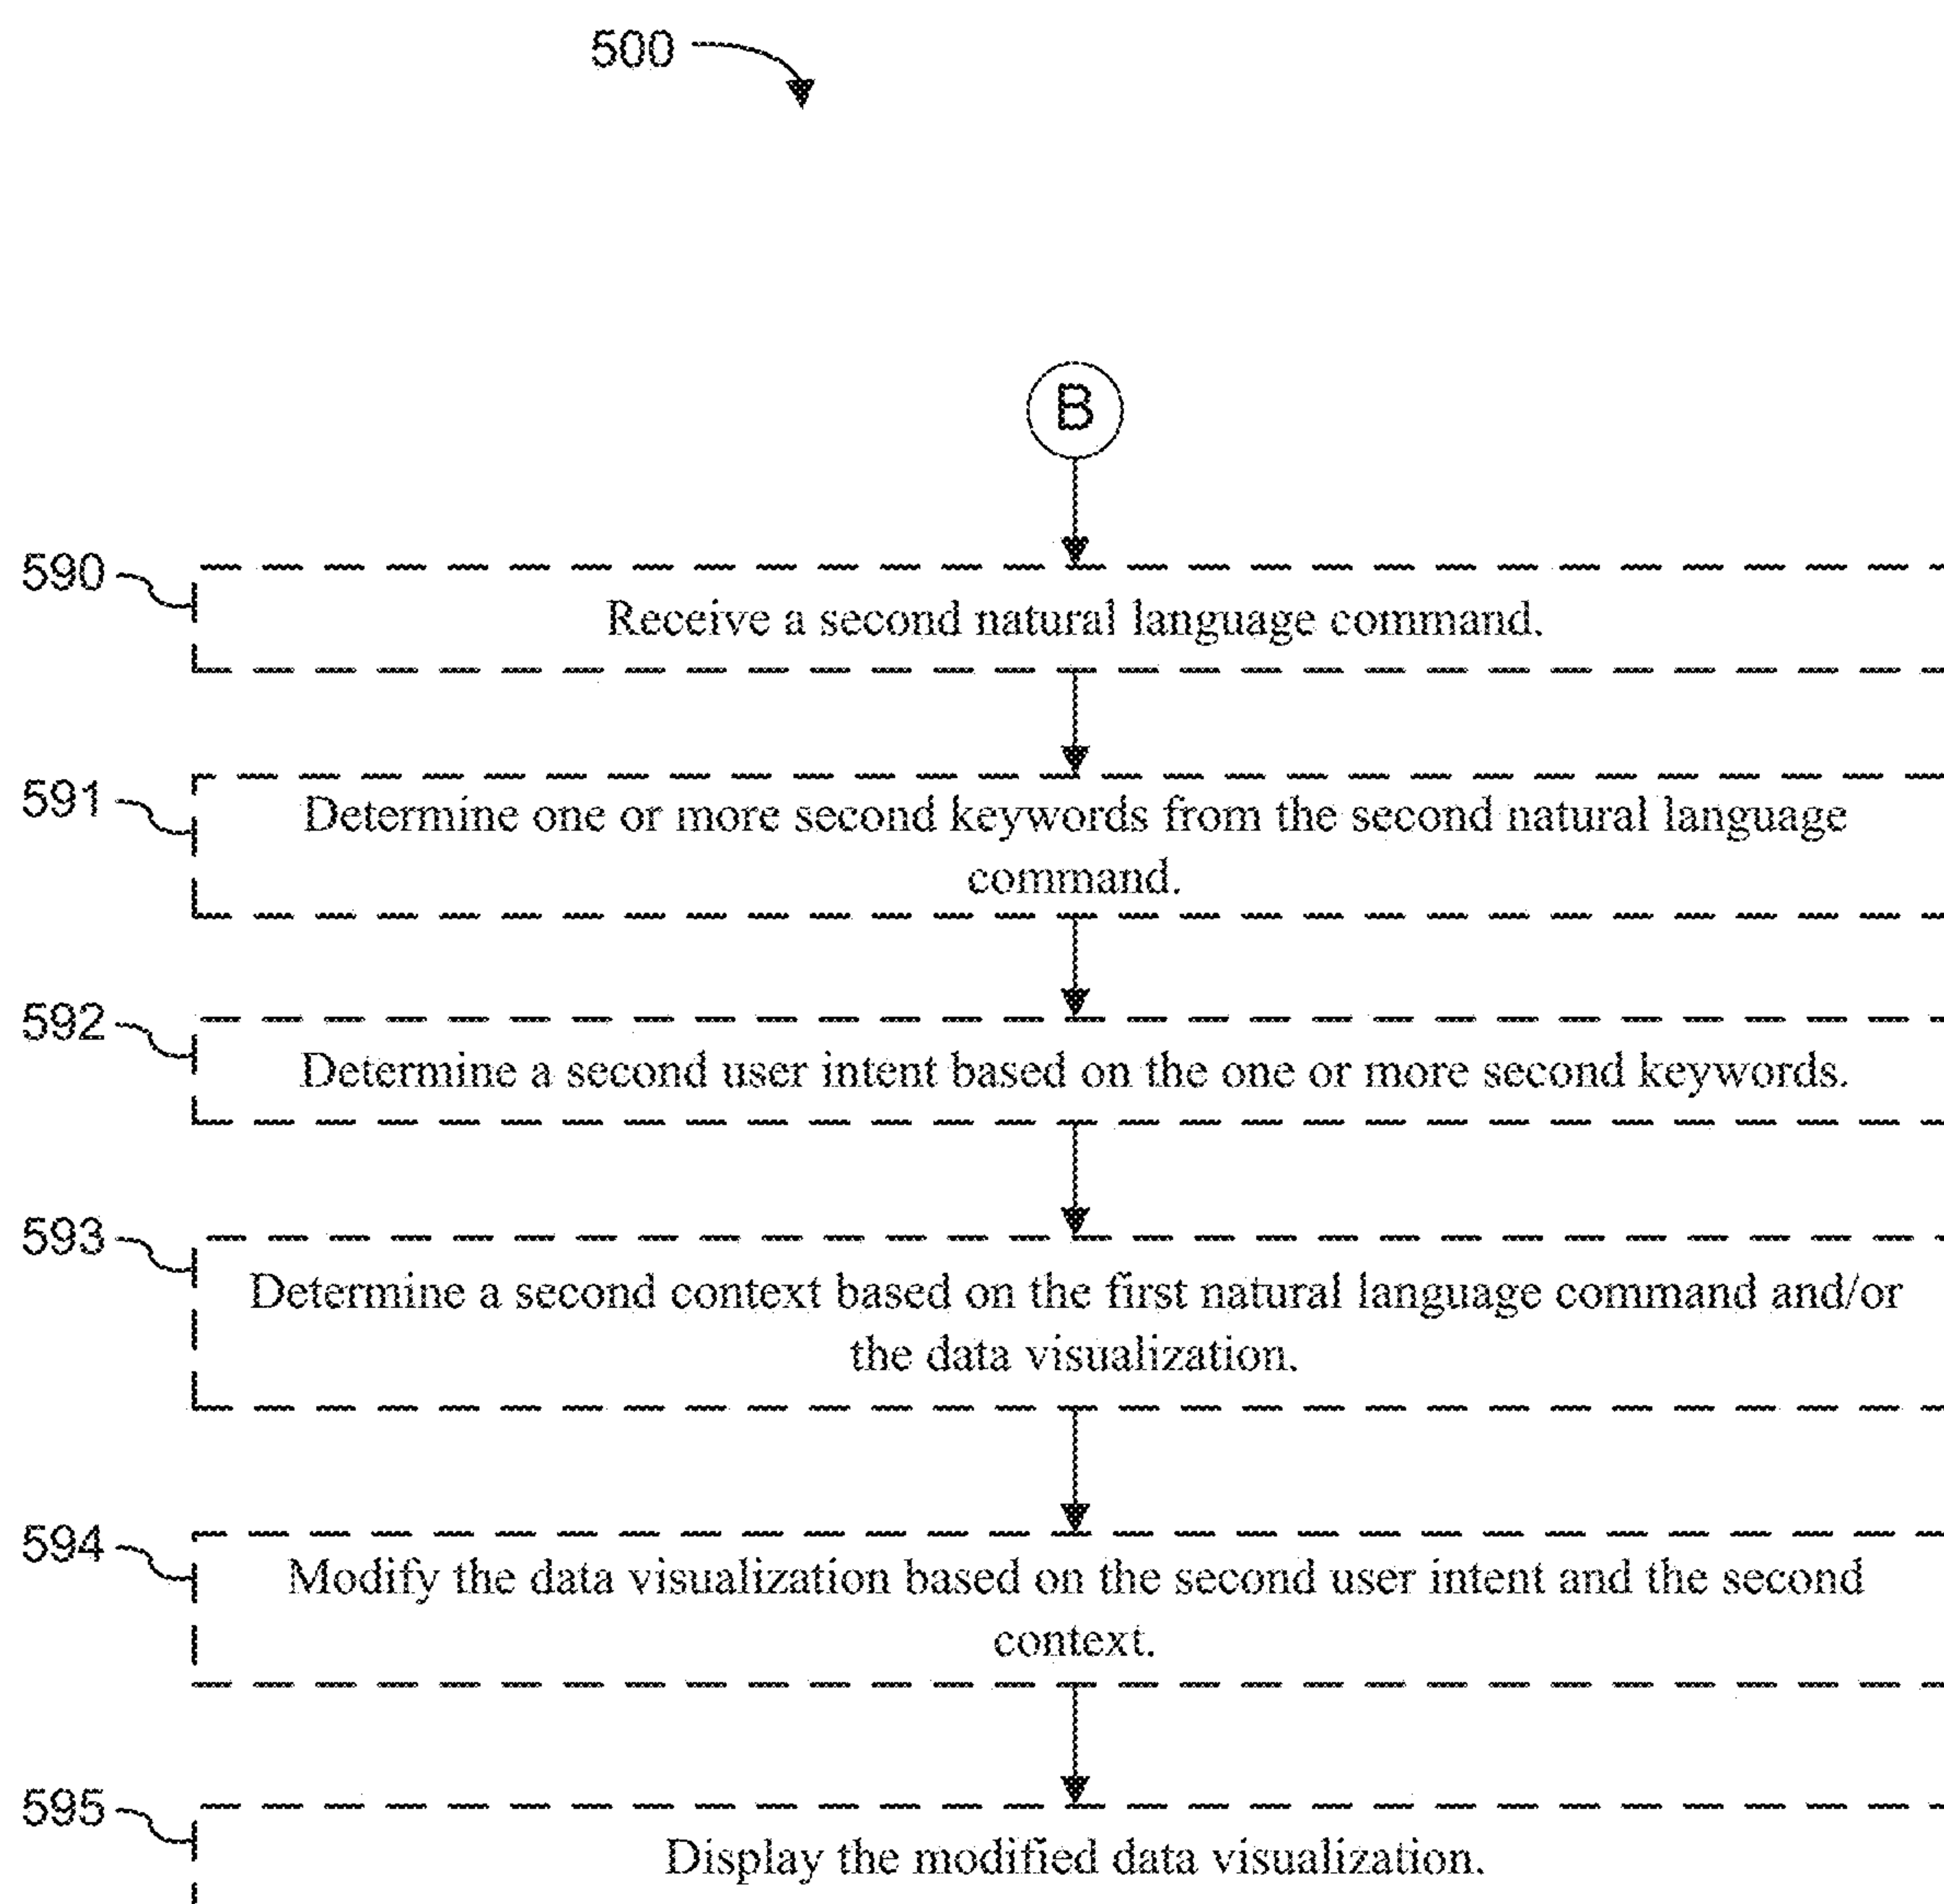 500
B
590
Receive a second natural language command.
591
Determine one or more second keywords from the second natural language
command.
592
Determine a second user intent based on the one or more second keywords.
593
Determine a second context based on the first natural language command and/or
the data visualization.
594
Modify the data visualization based on the second user intent and the second
context.
595
Display the modified data visualization.